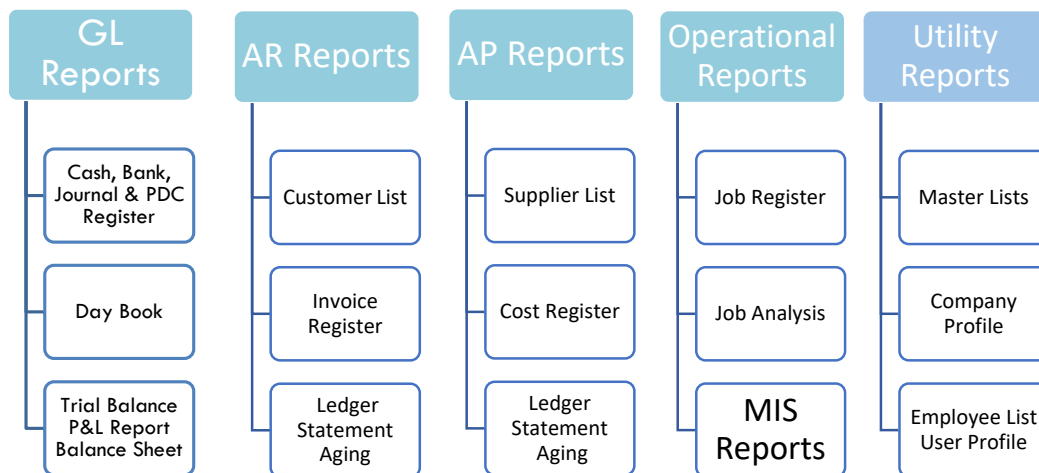 GL
Reports
Cash, Bank,
Journal & PDC
Register
Day Book
Trial Balance
P&L Report
Balance Sheet
AR Reports
Customer List
Invoice
Register
Ledger
Statement
Aging
AP Reports
Supplier List
Cost Register
Ledger
Statement
Aging
Operational
Reports
Job Register
Job Analysis
MIS
Reports
Utility
Reports
Master Lists
Company
Profile
Employee List
User Profile